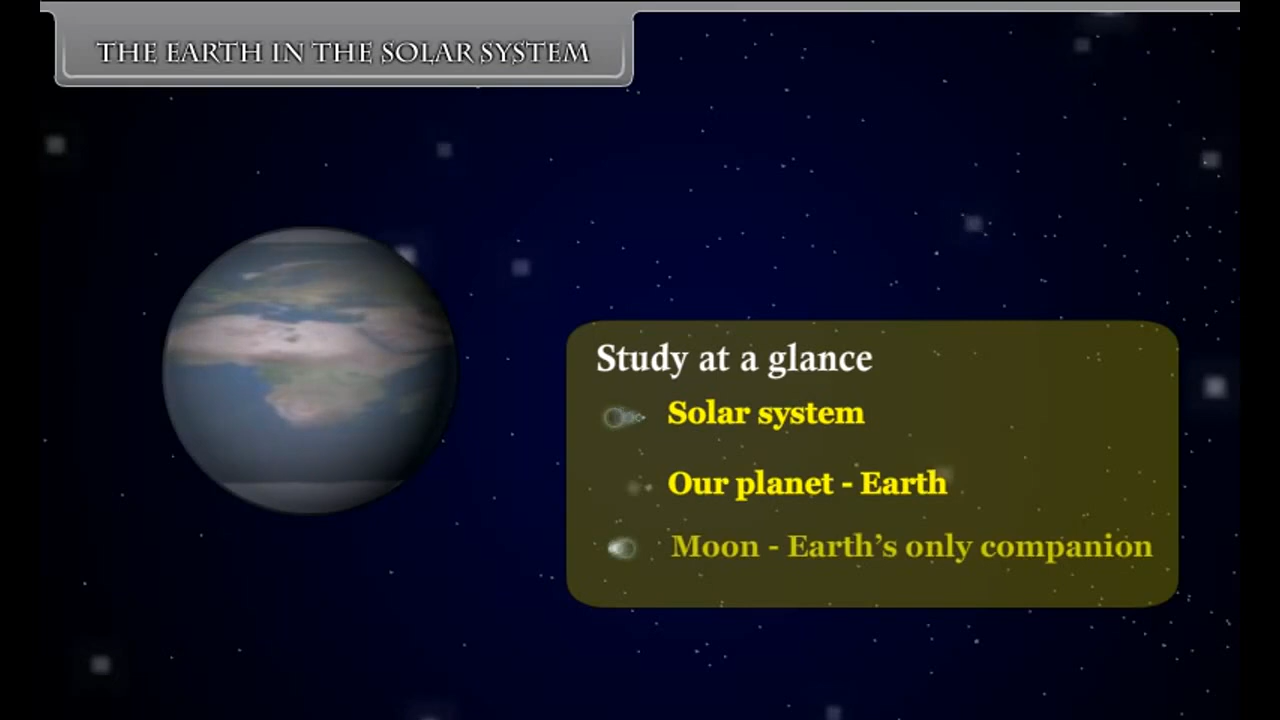 THE EARTH IN THE SOLAR SYSTEM
Study at a glance
Solar system
Our planet - Earth
Moon - Earth’s only companion